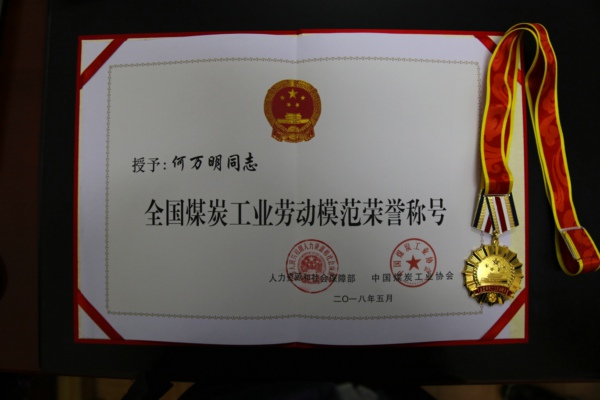 授予：何万明同志
全国煤炭工业劳动模范荣誉称号
人力资源和社会保障部 中国煤炭工业协会
二〇一八年五月